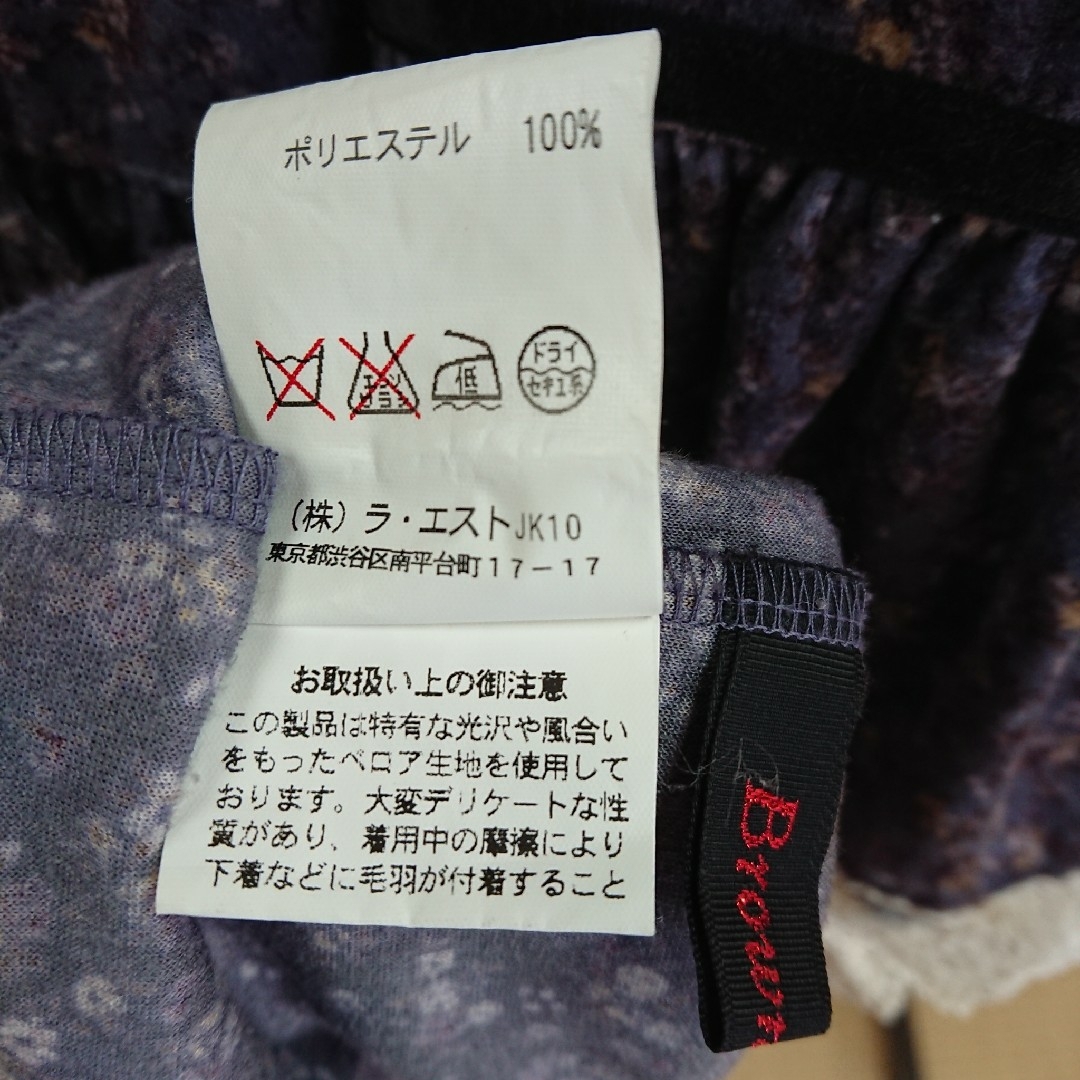 ポリエステル 100%
低
ドライ
セキユ系
(株)ラ・エストJK10
東京都渋谷区南平台町17-17
お取扱い上の御注意
この製品は特有な光沢や風合い
をもったベロア生地を使用して
おります。大変デリケートな性
質があり、着用中の摩擦により
下着などに毛羽が付着すること